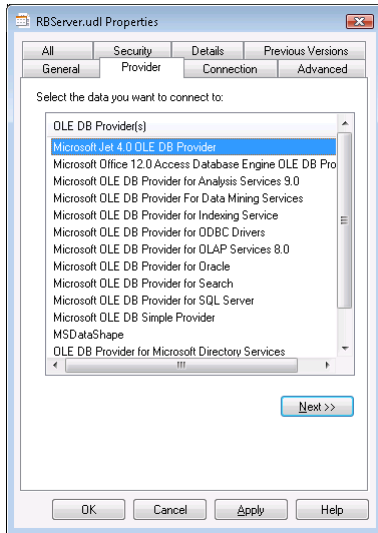 RBServer.udl Properties
All Security Details Previous Versions
General Provider Connection Advanced
Select the data you want to connect to:
OLE DB Provider(s)
Microsoft Jet 4.0 OLE DB Provider
Microsoft Office 12.0 Access Database Engine OLE DB Pro
Microsoft OLE DB Provider for Analysis Services 9.0
Microsoft OLE DB Provider For Data Mining Services
Microsoft OLE DB Provider for Indexing Service
Microsoft OLE DB Provider for ODBC Drivers
Microsoft OLE DB Provider for OLAP Services 8.0
Microsoft OLE DB Provider for Oracle
Microsoft OLE DB Provider for Search
Microsoft OLE DB Provider for SQL Server
Microsoft OLE DB Simple Provider
MSDataShape
OLE DB Provider for Microsoft Directory Services
Next >>
OK Cancel Apply Help